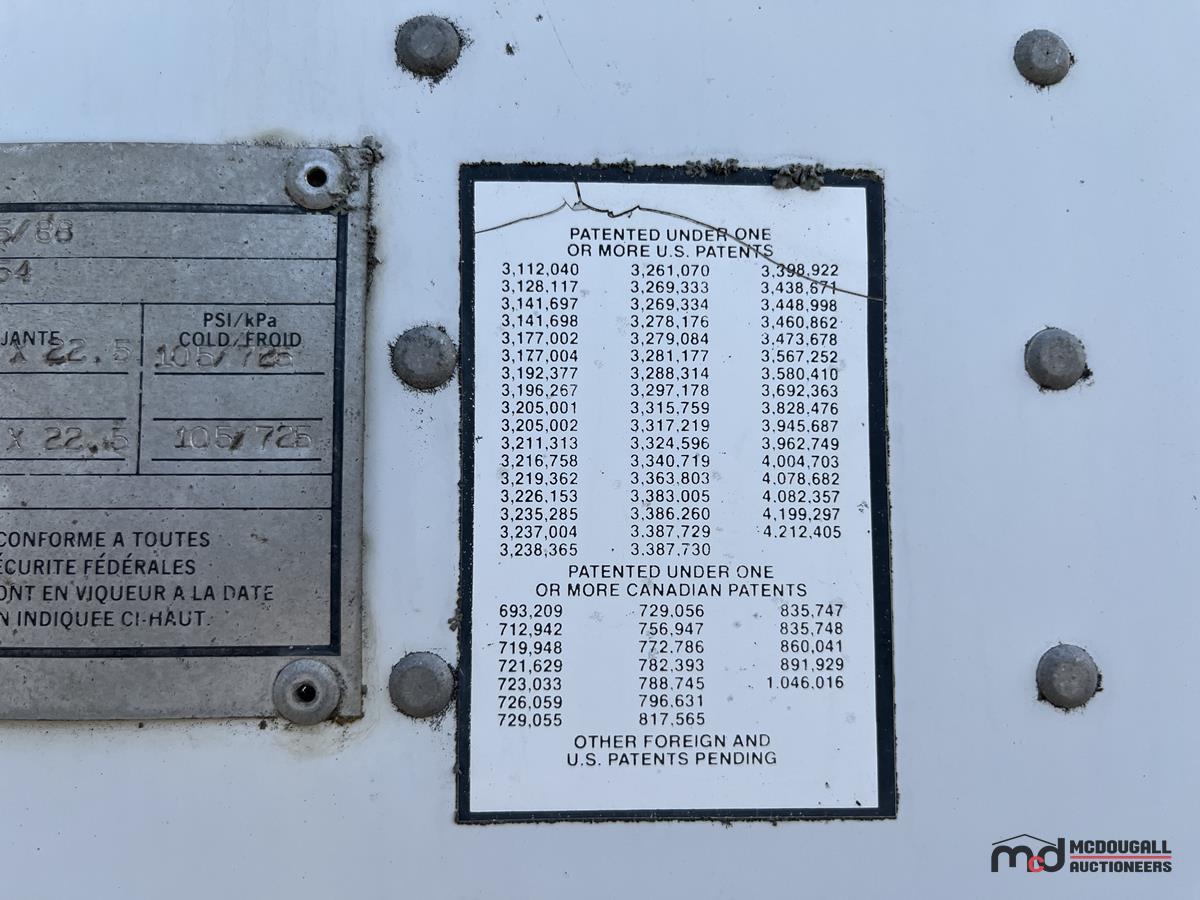 5/88
54
JANTE PSI/kPa
COLD/FROID
X 22.5 105/725
X 22.5 105/725
CONFORME A TOUTES
ÉCURITE FÉDÉRALES
ONT EN VIQUEUR A LA DATE
N INDIQUEE CI-HAUT.
PATENTED UNDER ONE
OR MORE U.S. PATENTS
3,112,040 3,261,070 3,398,922
3,128,117 3,269,333 3,438,671
3,141,697 3,269,334 3,448,998
3,141,698 3,278,176 3,460,862
3,177,002 3,279,084 3,473,678
3,177,004 3,281,177 3,567,252
3,192,377 3,288,314 3,580,410
3,196,267 3,297,178 3,692,363
3,205,001 3,315,759 3,828,476
3,205,002 3,317,219 3,945,687
3,211,313 3,324,596 3,962,749
3,216,758 3,340,719 4,004,703
3,219,362 3,363,803 4,078,682
3,226,153 3,383,005 4,082,357
3,235,285 3,386,260 4,199,297
3,237,004 3,387,729 4,212,405
3,238,365 3,387,730
PATENTED UNDER ONE
OR MORE CANADIAN PATENTS
693,209 729,056 835,747
712,942 756,947 835,748
719,948 772,786 860,041
721,629 782,393 891,929
723,033 788,745 1,046,016
726,059 796,631
729,055 817,565
OTHER FOREIGN AND
U.S. PATENTS PENDING
mcd MCDOUGALL
AUCTIONEERS